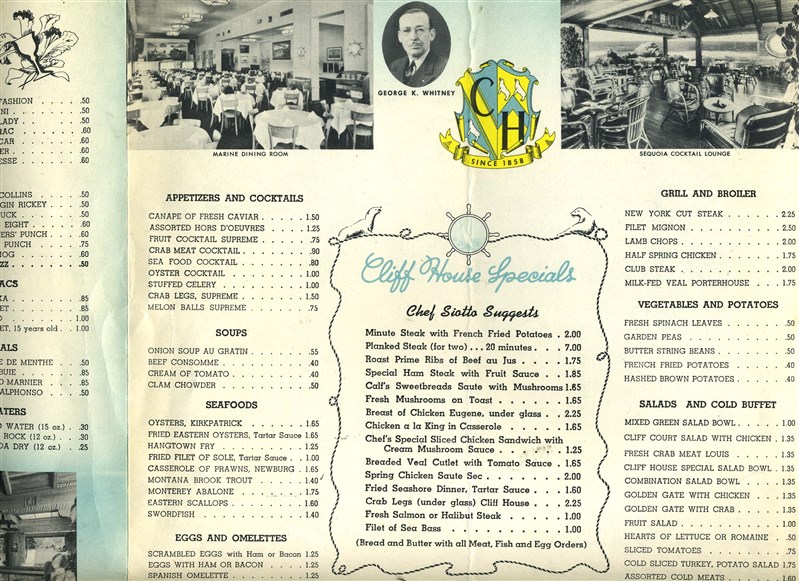 FASHION . . . . .50
NI . . . . .50
LADY . . . . .50
RAC . . . . .60
CAR . . . . .60
ER . . . . .60
ESSE . . . . .60
COLLINS . . . . .50
GIN RICKEY . . . . .50
UCK . . . . .50
EIGHT . . . . .60
ERS' PUNCH . . . . .60
PUNCH . . . . .75
NOG . . . . .60
ZZ . . . . .50
ACS
KA . . . . .85
ET . . . . .85
. . . . 1.00
ET, 15 years old . . 1.00
ALS
E DE MENTHE . . . .50
BUIE . . . . .85
D MARNIER . . . . .85
ALPHONSO . . . . .50
ATERS
D WATER (15 oz.) . . .30
ROCK (12 oz.) . . .30
DA DRY (12 oz.) . . .25
MARINE DINING ROOM
GEORGE K. WHITNEY
C H
SINCE 1858
SEQUOIA COCKTAIL LOUNGE
APPETIZERS AND COCKTAILS
CANAPE OF FRESH CAVIAR . . . . . 1.50
ASSORTED HORS D'OEUVRES . . . . . 1.25
FRUIT COCKTAIL SUPREME . . . . . .75
CRAB MEAT COCKTAIL . . . . . .90
SEA FOOD COCKTAIL . . . . . .80
OYSTER COCKTAIL . . . . . 1.00
STUFFED CELERY . . . . . 1.00
CRAB LEGS, SUPREME . . . . . 1.50
MELON BALLS SUPREME . . . . . .75
SOUPS
ONION SOUP AU GRATIN . . . . . .55
BEEF CONSOMME . . . . . .40
CREAM OF TOMATO . . . . . .40
CLAM CHOWDER . . . . . .50
SEAFOODS
OYSTERS, KIRKPATRICK . . . . . 1.65
FRIED EASTERN OYSTERS, Tartar Sauce 1.65
HANGTOWN FRY . . . . . 1.25
FRIED FILET OF SOLE, Tartar Sauce . . 1.00
CASSEROLE OF PRAWNS, NEWBURG . 1.65
MONTANA BROOK TROUT . . . . . 1.40
MONTEREY ABALONE . . . . . 1.75
EASTERN SCALLOPS . . . . . 1.60
SWORDFISH . . . . . 1.40
EGGS AND OMELETTES
SCRAMBLED EGGS with Ham or Bacon 1.25
EGGS WITH HAM OR BACON . . . . 1.25
SPANISH OMELETTE . . . . . 1.25
Cliff House Specials
Chef Siotto Suggests
Minute Steak with French Fried Potatoes . 2.00
Planked Steak (for two) . . . 20 minutes . . . 7.00
Roast Prime Ribs of Beef au Jus . . . . 1.75
Special Ham Steak with Fruit Sauce . . . 1.85
Calf's Sweetbreads Saute with Mushrooms 1.65
Fresh Mushrooms on Toast . . . . . 1.65
Breast of Chicken Eugene, under glass . . 2.25
Chicken a la King in Casserole . . . . 1.65
Chef's Special Sliced Chicken Sandwich with
Cream Mushroom Sauce . . . . . 1.25
Breaded Veal Cutlet with Tomato Sauce . 1.65
Spring Chicken Saute Sec . . . . . 2.00
Fried Seashore Dinner, Tartar Sauce . . . 1.60
Crab Legs (under glass) Cliff House . . . 2.25
Fresh Salmon or Halibut Steak . . . . 1.00
Filet of Sea Bass . . . . . 1.00
(Bread and Butter with all Meat, Fish and Egg Orders)
GRILL AND BROILER
NEW YORK CUT STEAK . . . . . 2.25
FILET MIGNON . . . . . 2.50
LAMB CHOPS . . . . . 2.00
HALF SPRING CHICKEN . . . . . 1.75
CLUB STEAK . . . . . 2.00
MILK-FED VEAL PORTERHOUSE . . . . 1.75
VEGETABLES AND POTATOES
FRESH SPINACH LEAVES . . . . . .50
GARDEN PEAS . . . . . .50
BUTTER STRING BEANS . . . . . .50
FRENCH FRIED POTATOES . . . . . .40
HASHED BROWN POTATOES . . . . . .40
SALADS AND COLD BUFFET
MIXED GREEN SALAD BOWL . . . . . 1.00
CLIFF COURT SALAD WITH CHICKEN . 1.35
FRESH CRAB MEAT LOUIS . . . . . 1.35
CLIFF HOUSE SPECIAL SALAD BOWL . 1.35
COMBINATION SALAD BOWL . . . . 1.35
GOLDEN GATE WITH CHICKEN . . . . 1.35
GOLDEN GATE WITH CRAB . . . . . 1.35
FRUIT SALAD . . . . . 1.00
HEARTS OF LETTUCE OR ROMAINE . . .50
SLICED TOMATOES . . . . . .75
COLD SLICED TURKEY, POTATO SALAD 1.75
ASSORTED COLD MEATS . . . . . 1.60